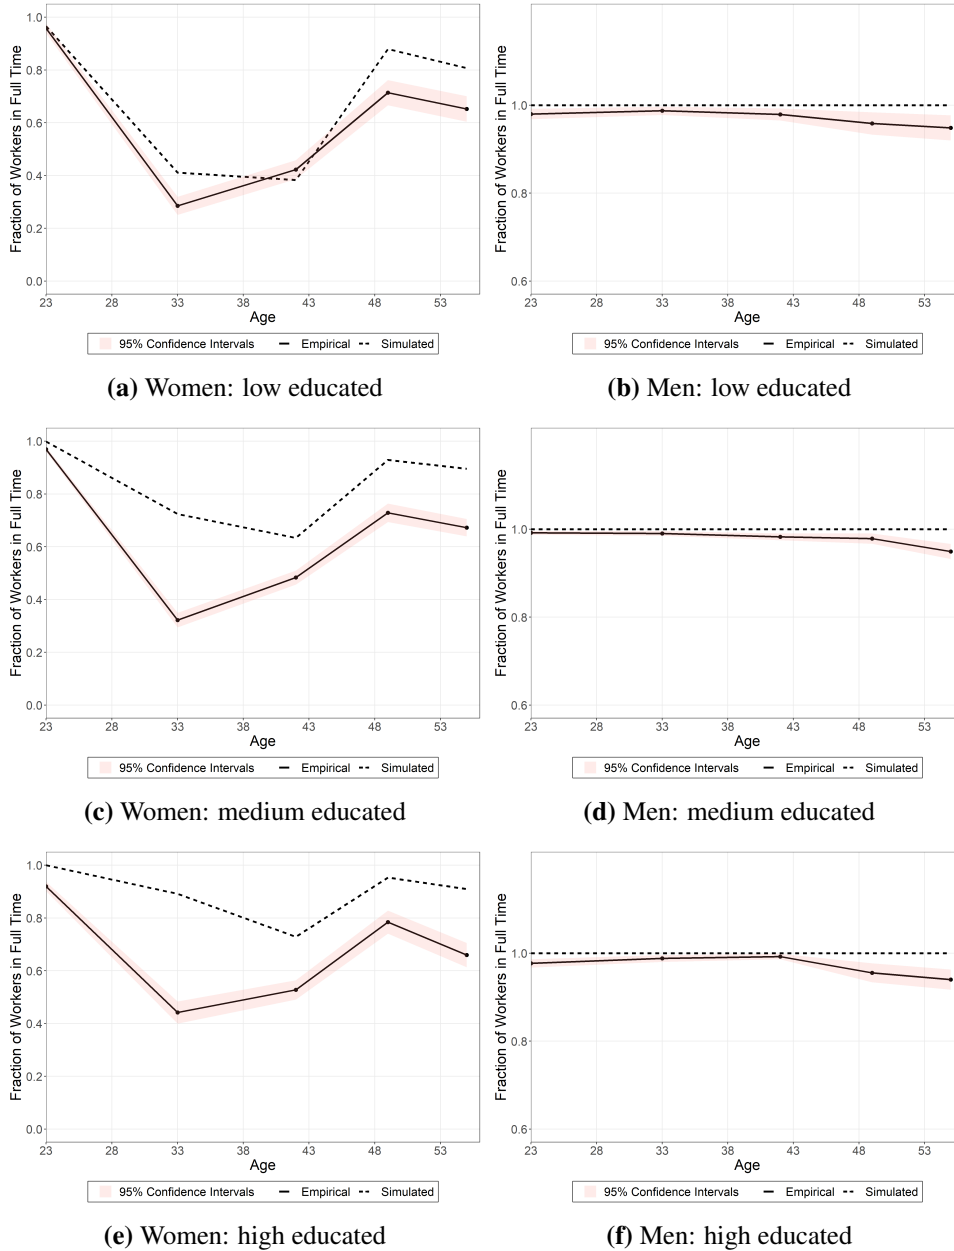 Fraction of Workers in Full Time
1.0
0.8
0.6
0.4
0.2
0.0
23 28 33 38 43 48 53
Age
95% Confidence Intervals Empirical Simulated
(a) Women: low educated
Fraction of Workers in Full Time
1.0
0.8
0.6
23 28 33 38 43 48 53
Age
95% Confidence Intervals Empirical Simulated
(b) Men: low educated
Fraction of Workers in Full Time
1.0
0.8
0.6
0.4
0.2
0.0
23 28 33 38 43 48 53
Age
95% Confidence Intervals Empirical Simulated
(c) Women: medium educated
Fraction of Workers in Full Time
1.0
0.8
0.6
23 28 33 38 43 48 53
Age
95% Confidence Intervals Empirical Simulated
(d) Men: medium educated
Fraction of Workers in Full Time
1.0
0.8
0.6
0.4
0.2
0.0
23 28 33 38 43 48 53
Age
95% Confidence Intervals Empirical Simulated
(e) Women: high educated
Fraction of Workers in Full Time
1.0
0.8
0.6
23 28 33 38 43 48 53
Age
95% Confidence Intervals Empirical Simulated
(f) Men: high educated